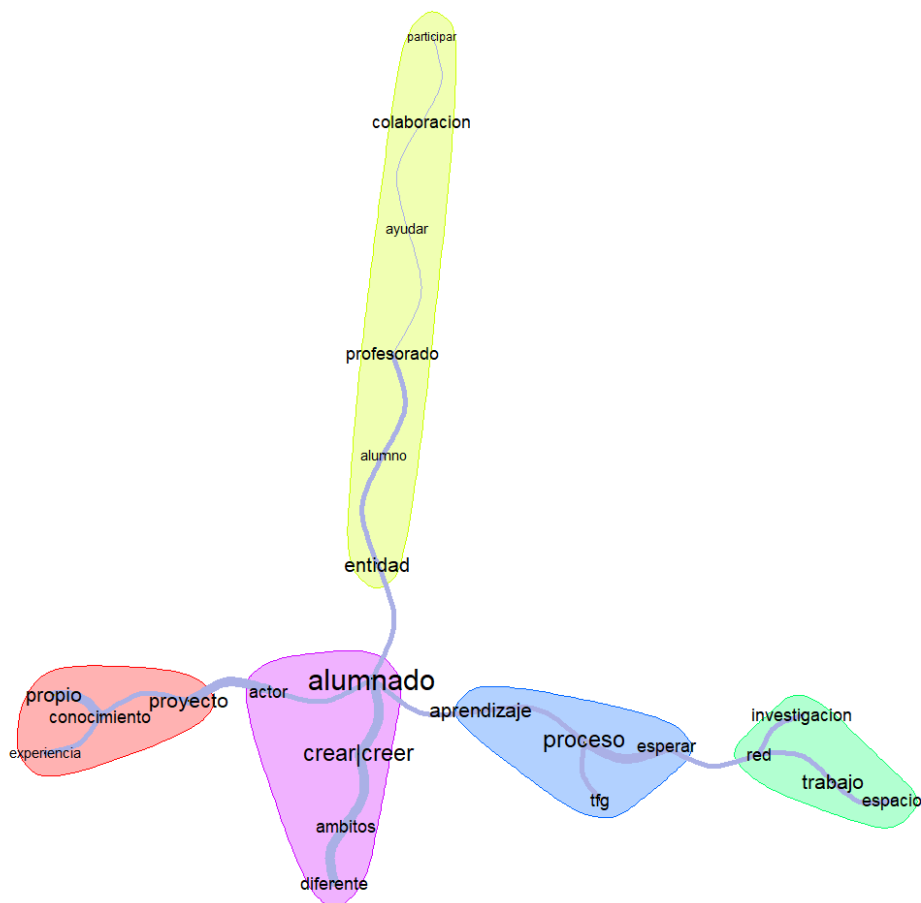 participar
colaboracion
ayudar
profesorado
alumno
entidad
alumnado
actor
propio
conocimiento
proyecto
experiencia
aprendizaje
investigacion
crear|creer
proceso
esperar
red
trabajo
espacio
tfg
ambitos
diferente